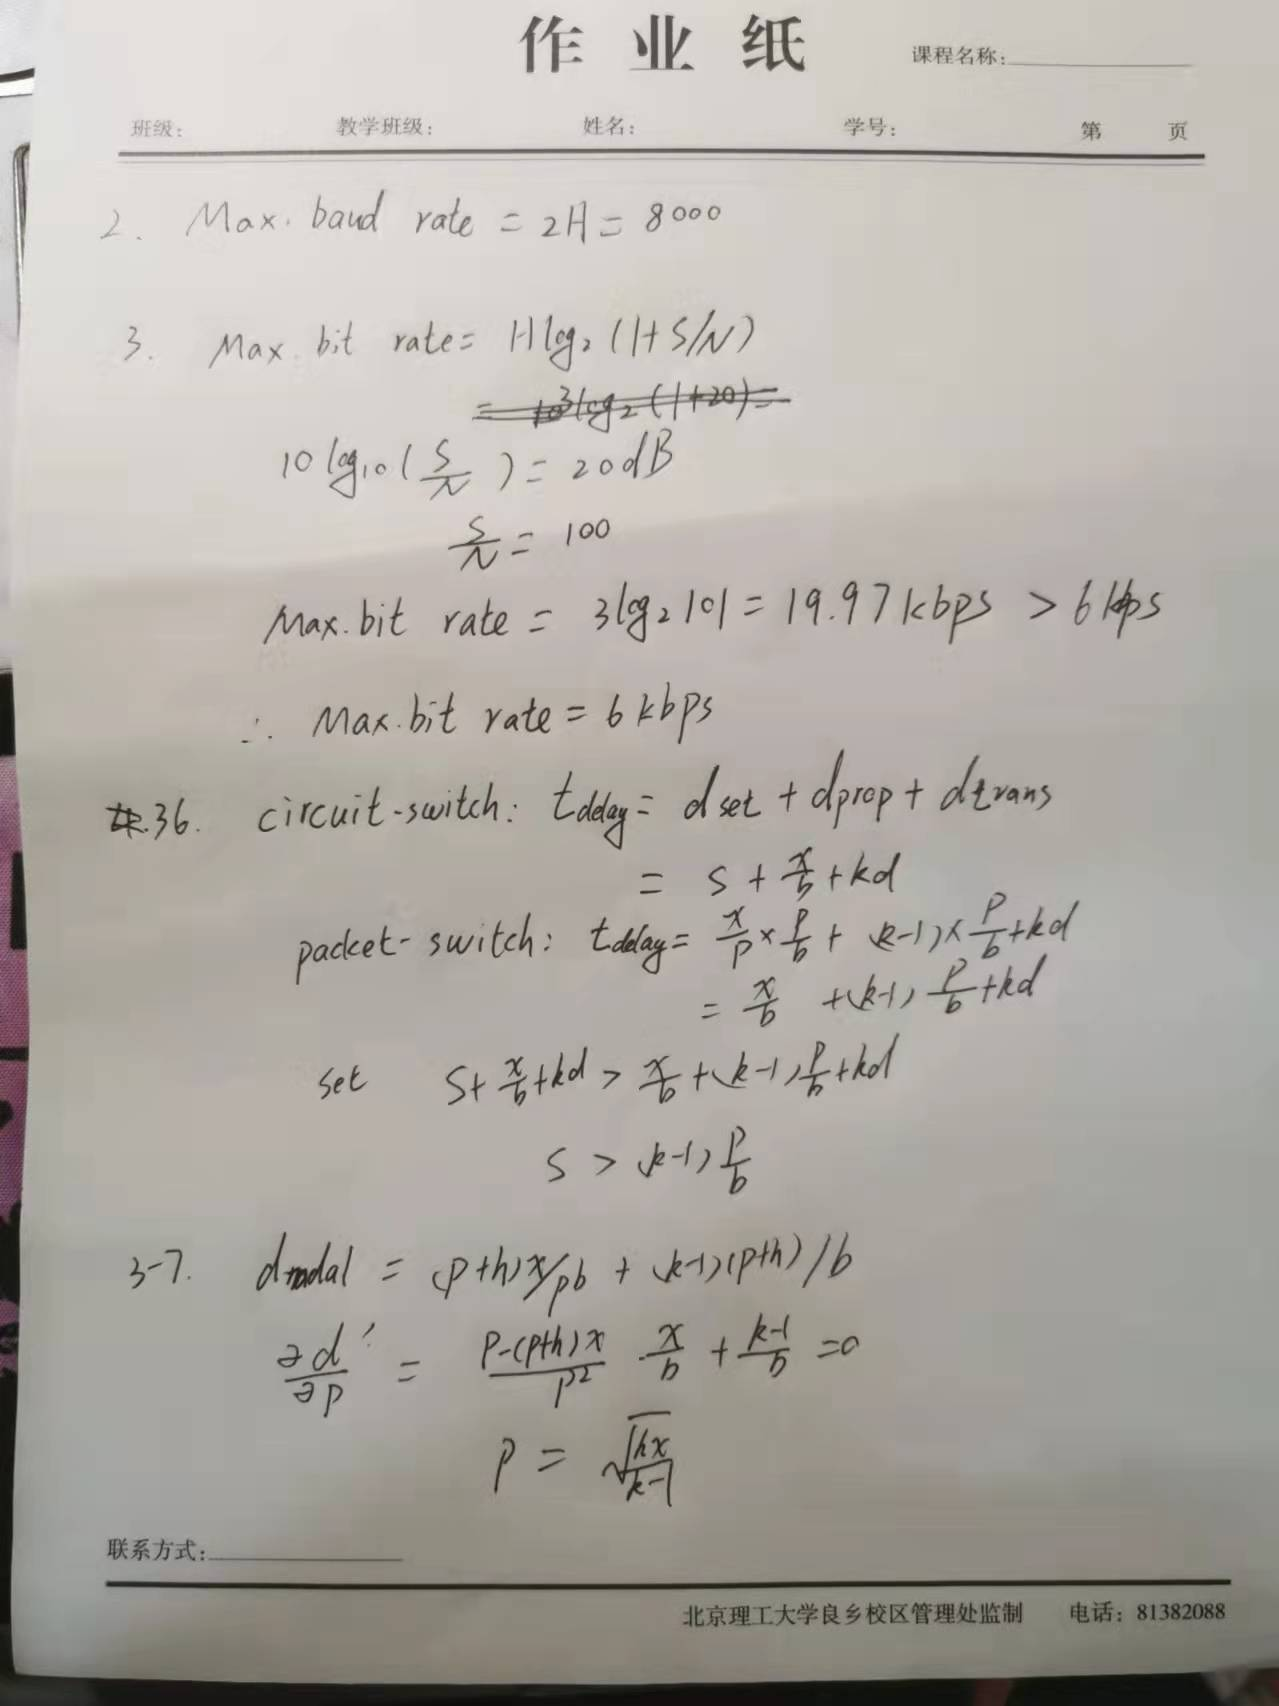 作业纸
课程名称:
班级: 教学班级: 姓名: 学号: 第 页
2. Max. baud rate = 2H = 8000
3. Max. bit rate = H log₂ (1+S/N)
= 10³log₂(1+20)=
10 log₁₀ (S/N) = 20dB
S/N = 100
Max. bit rate = 3log₂101 = 19.97kbps > 6kbps
∴ Max. bit rate = 6kbps
36. circuit-switch: tdelay = dset + dprop + dtrans
= s + x/b + kd
packet-switch: tdelay = x/p × p/b + (k-1) × p/b + kd
= x/b + (k-1) p/b + kd
set s + x/b + kd > x/b + (k-1) p/b + kd
s > (k-1) p/b
3-7. dnodal = (p+h)x/pb + (k-1)(p+h)/b
∂d'/∂p = P-(p+h)x/p² · x/b + k-1/b = 0
p = √hx/k-1
联系方式:
北京理工大学良乡校区管理处监制 电话: 81382088